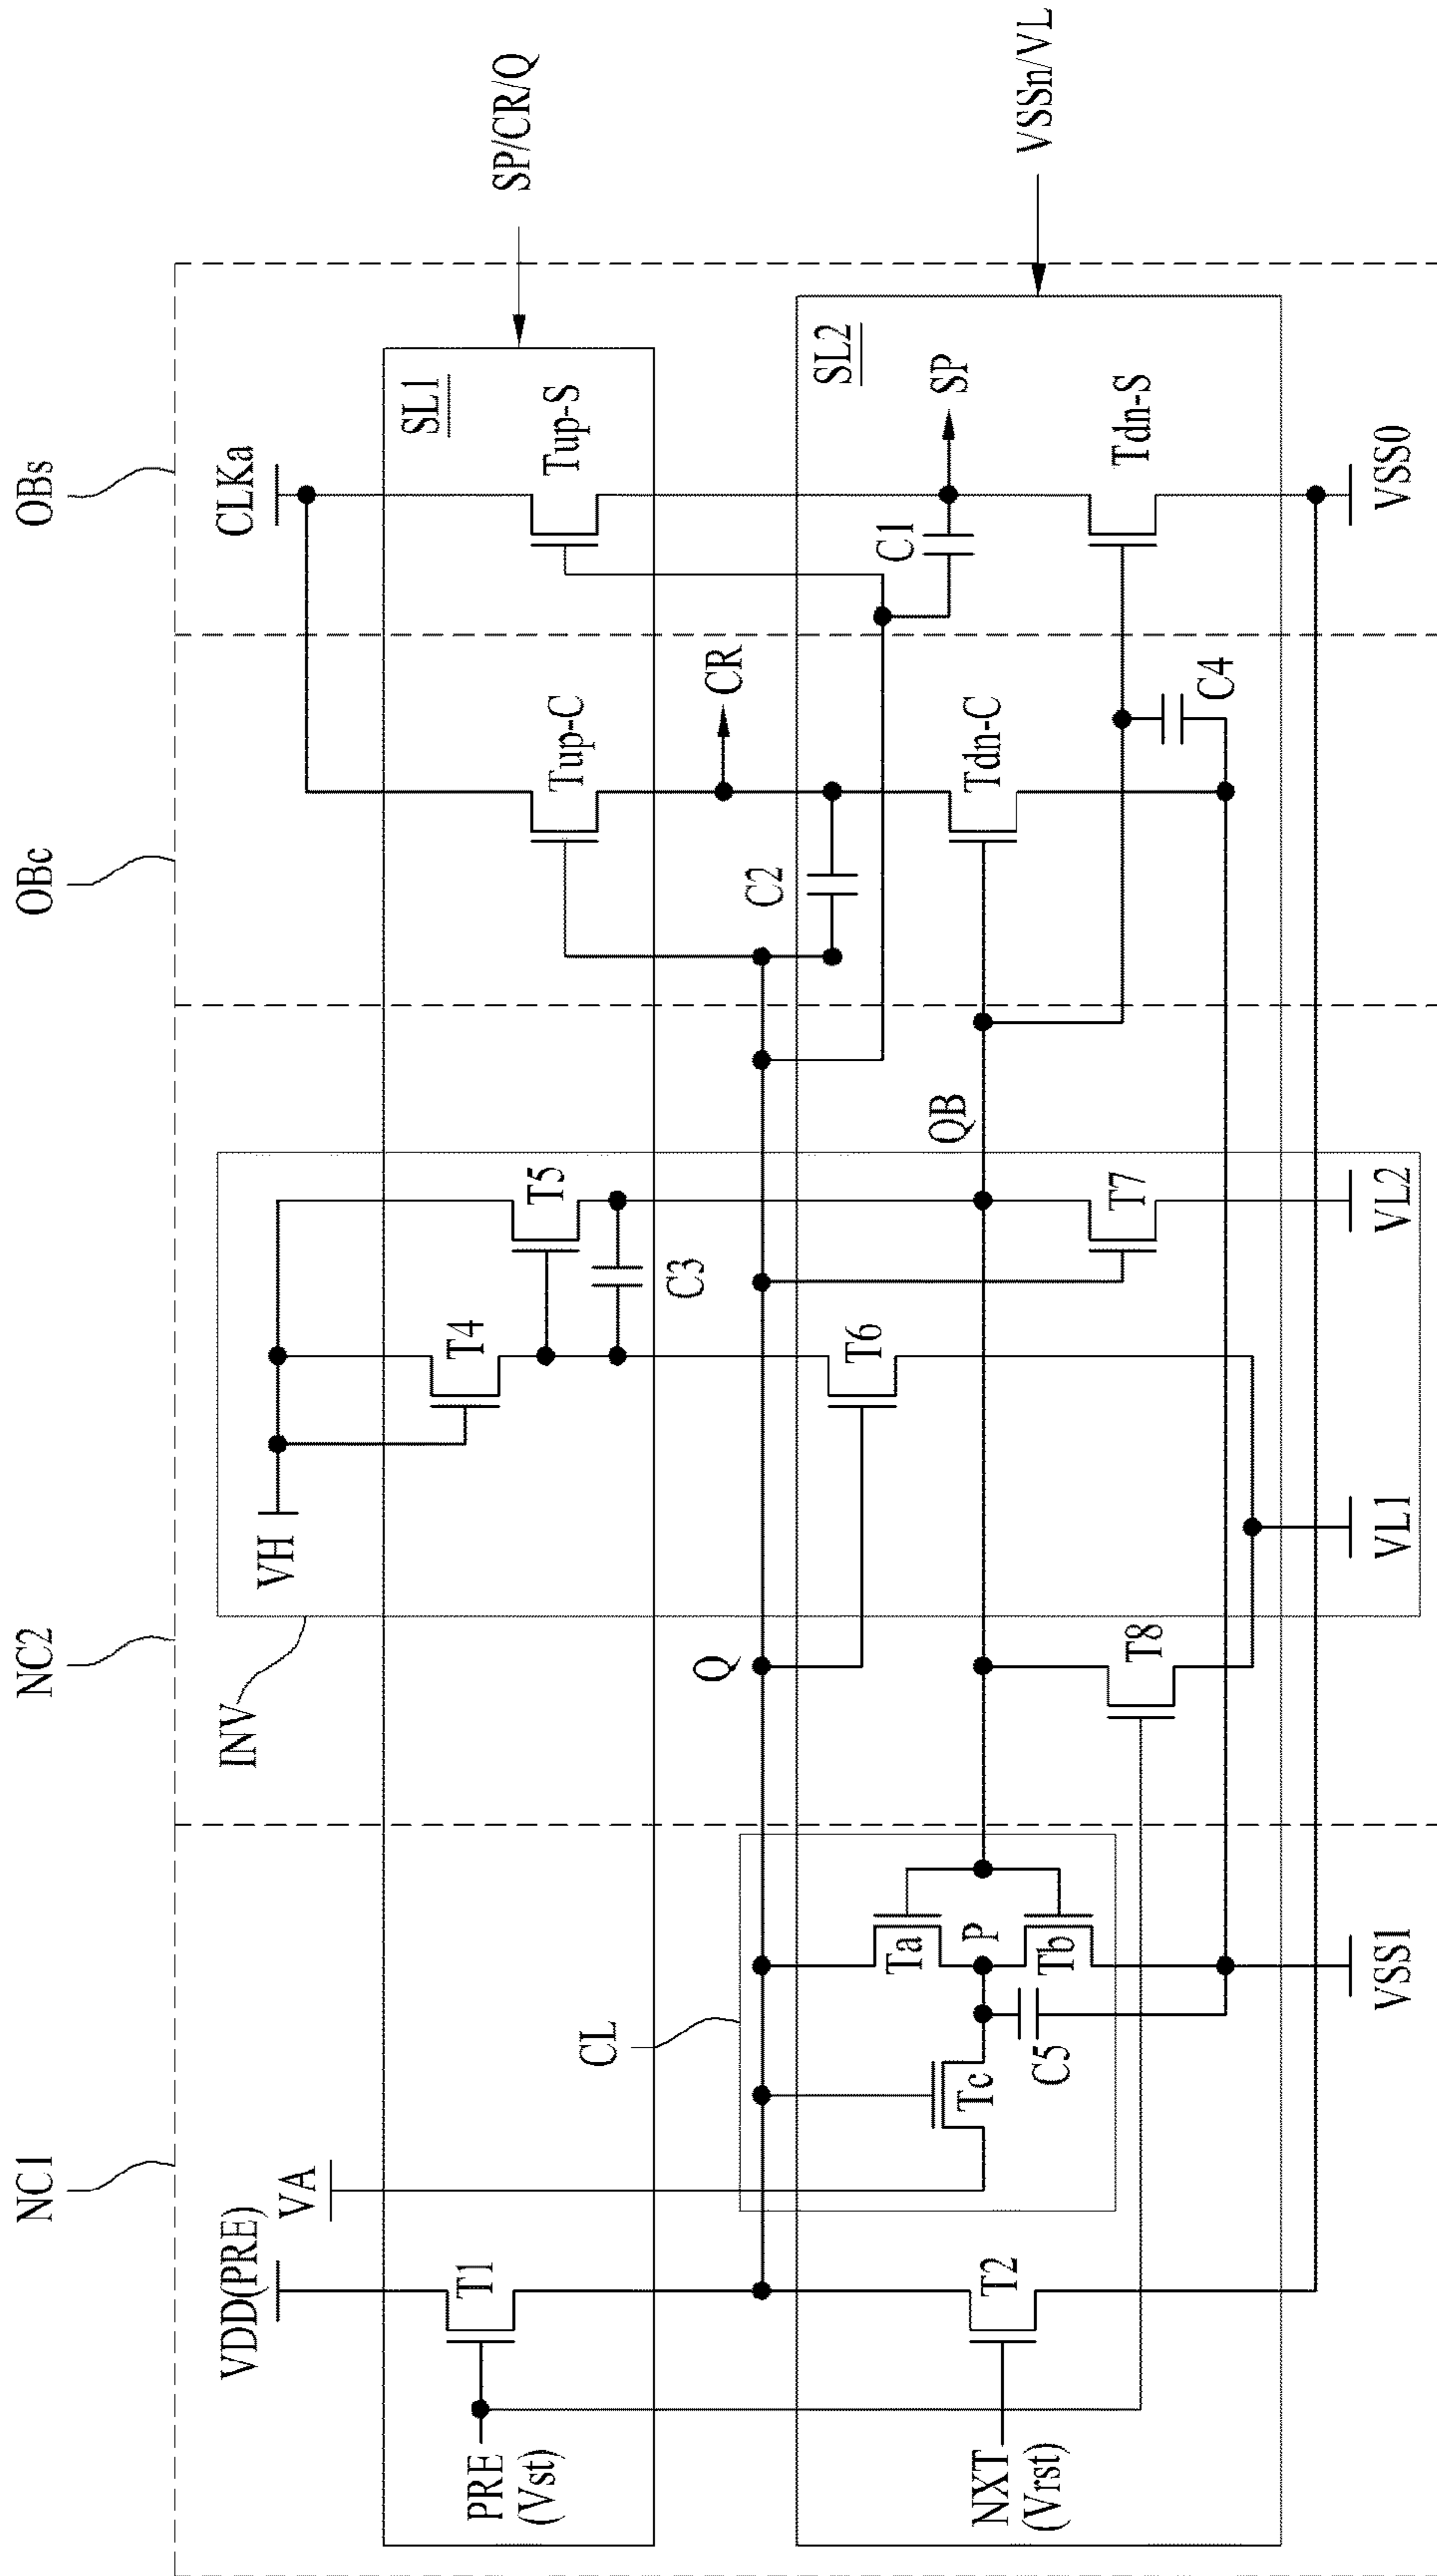 NC1
NC2
OBc
OBs
VDD(PRE)
VA
INV
VH
CLKa
PRE
(Vst)
T1
T4
T5
Tup-C
Tup-S
SL1
SP/CR/Q
C3
CL
Q
CR
C2
Ta
T6
C1
SL2
NXT
(Vrst)
T2
Tc
P
C5
Tb
QB
Tdn-C
SP
VSSn/VL
T8
T7
C4
Tdn-S
VSS1
VL1
VL2
VSS0